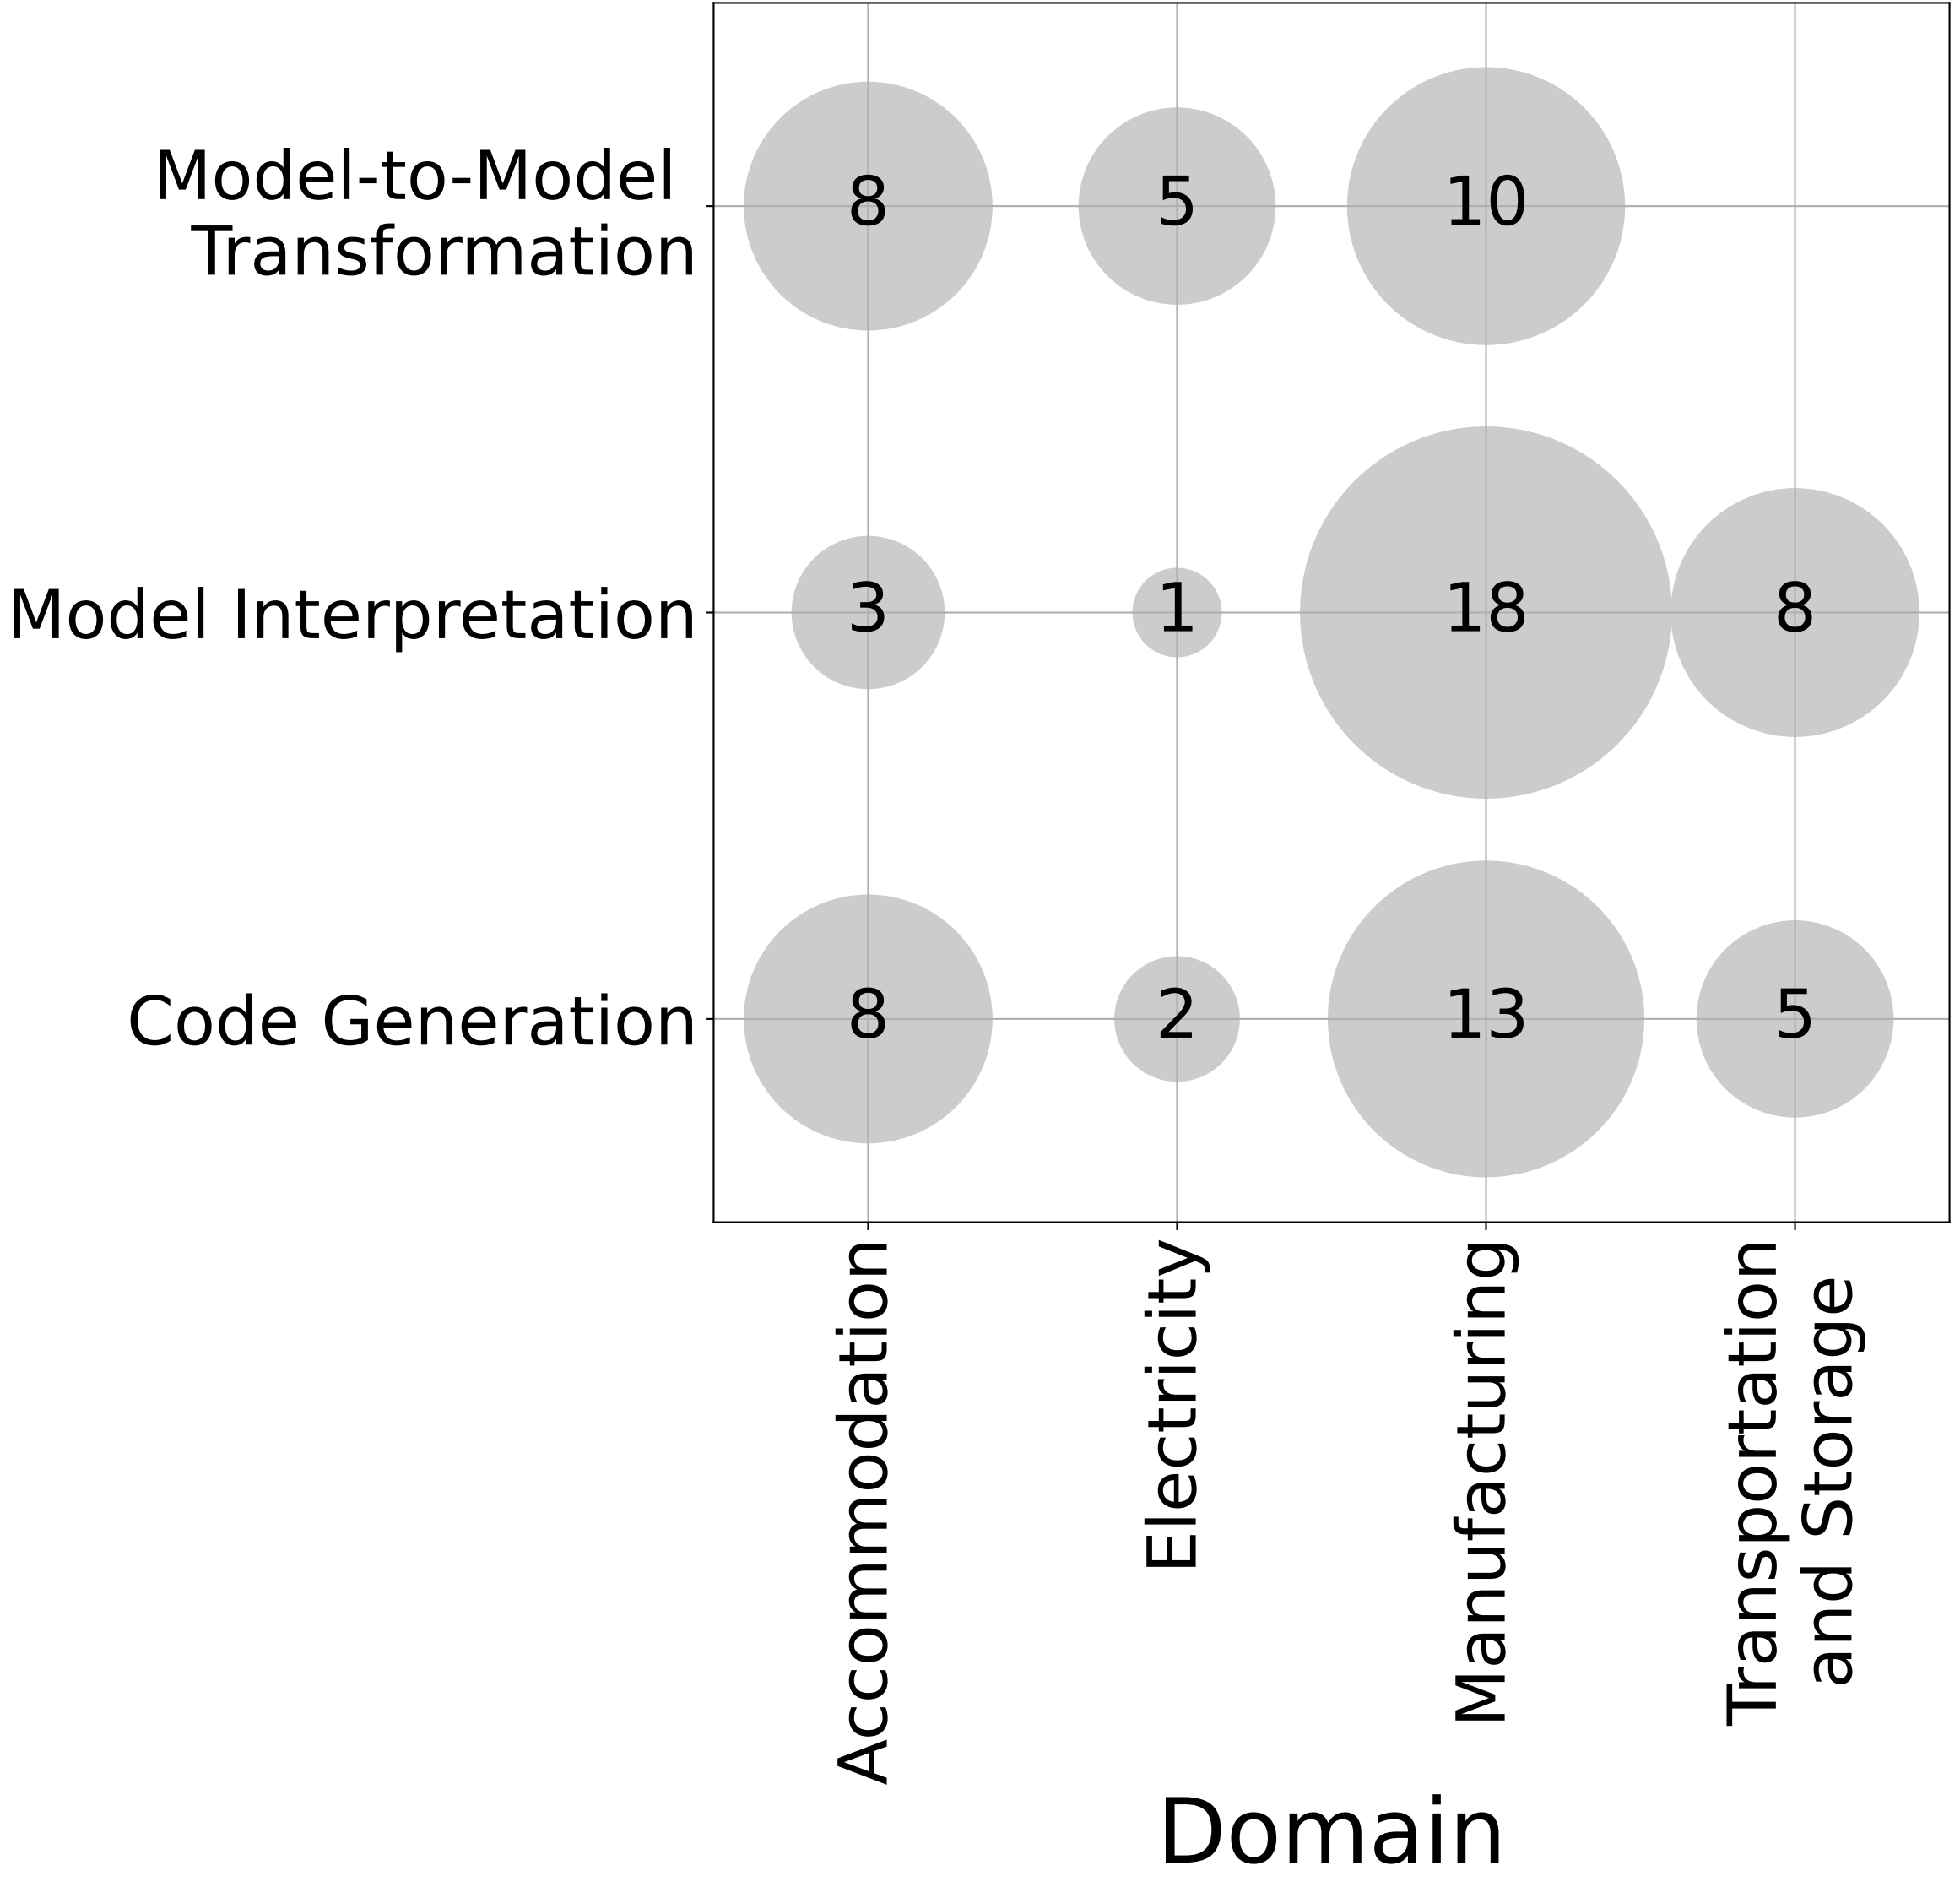 Model-to-Model
Transformation
8
5
10
Model Interpretation
3
1
18
8
Code Generation
8
2
13
5
Accommodation
Electricity
Manufacturing
Transportation
and Storage
Domain